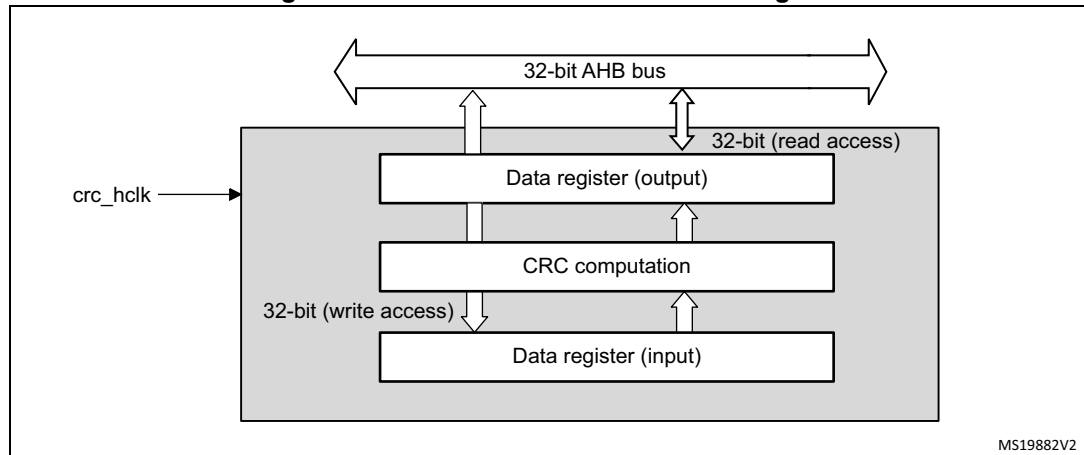 32-bit AHB bus
32-bit (read access)
Data register (output)
crc_hclk
CRC computation
32-bit (write access)
Data register (input)
MS19882V2